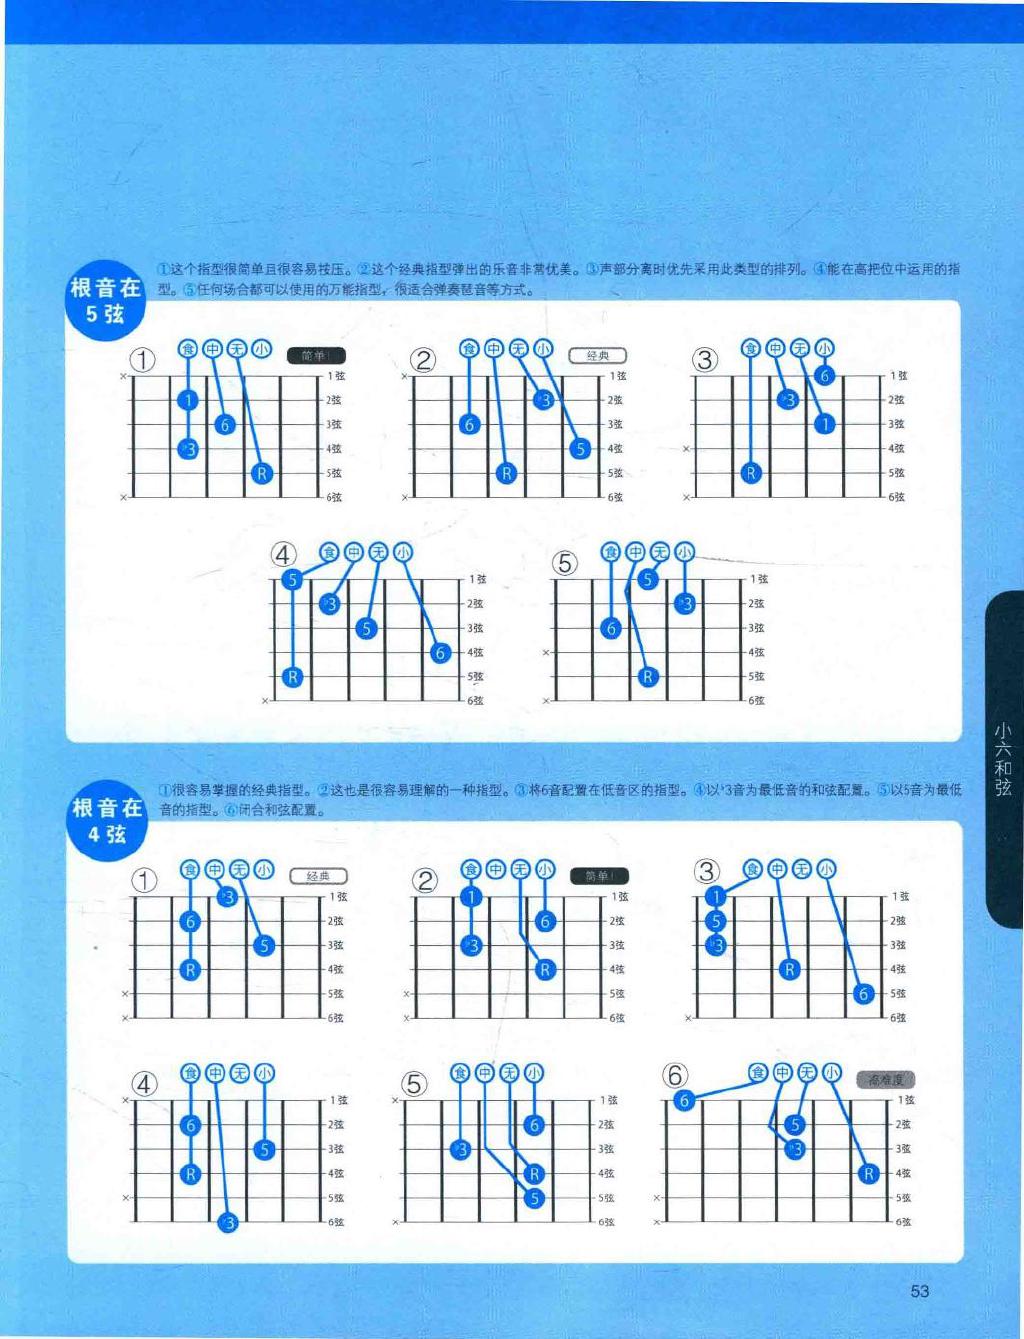 根音在
5弦
①这个指型很简单且很容易按压。②这个经典指型弹出的乐音非常优美。③声部分离时优先采用此类型的排列。④能在高把位中运用的指
型。⑤任何场合都可以使用的万能指型，很适合弹奏琶音等方式。
① 食 中 无 小 简单!
× 1弦
1 2弦
6 3弦
♭3 4弦
R 5弦
× 6弦
② 食 中 无 小 经典
× 1弦
♭3 2弦
6 3弦
5 4弦
R 5弦
× 6弦
③ 食 中 无 小
6 1弦
♭3 2弦
1 3弦
× 4弦
R 5弦
× 6弦
④ 食 中 无 小
5 1弦
♭3 2弦
5 3弦
6 4弦
R 5弦
× 6弦
⑤ 食 中 无 小
5 1弦
♭3 2弦
6 3弦
× 4弦
R 5弦
× 6弦
小六和弦
根音在
4弦
①很容易掌握的经典指型。②这也是很容易理解的一种指型。③将6音配置在低音区的指型。④以♭3音为最低音的和弦配置。⑤以5音为最低
音的指型。⑥闭合和弦配置。
① 食 中 无 小 经典
♭3 1弦
6 2弦
5 3弦
R 4弦
× 5弦
× 6弦
② 食 中 无 小 简单!
1 1弦
6 2弦
♭3 3弦
R 4弦
× 5弦
× 6弦
③ 食 中 无 小
1 1弦
5 2弦
♭3 3弦
R 4弦
6 5弦
× 6弦
④ 食 中 无 小
× 1弦
6 2弦
5 3弦
R 4弦
× 5弦
♭3 6弦
⑤ 食 中 无 小
× 1弦
6 2弦
♭3 3弦
R 4弦
5 5弦
× 6弦
⑥ 食 中 无 小 高难度
6 1弦
5 2弦
♭3 3弦
R 4弦
× 5弦
× 6弦
53